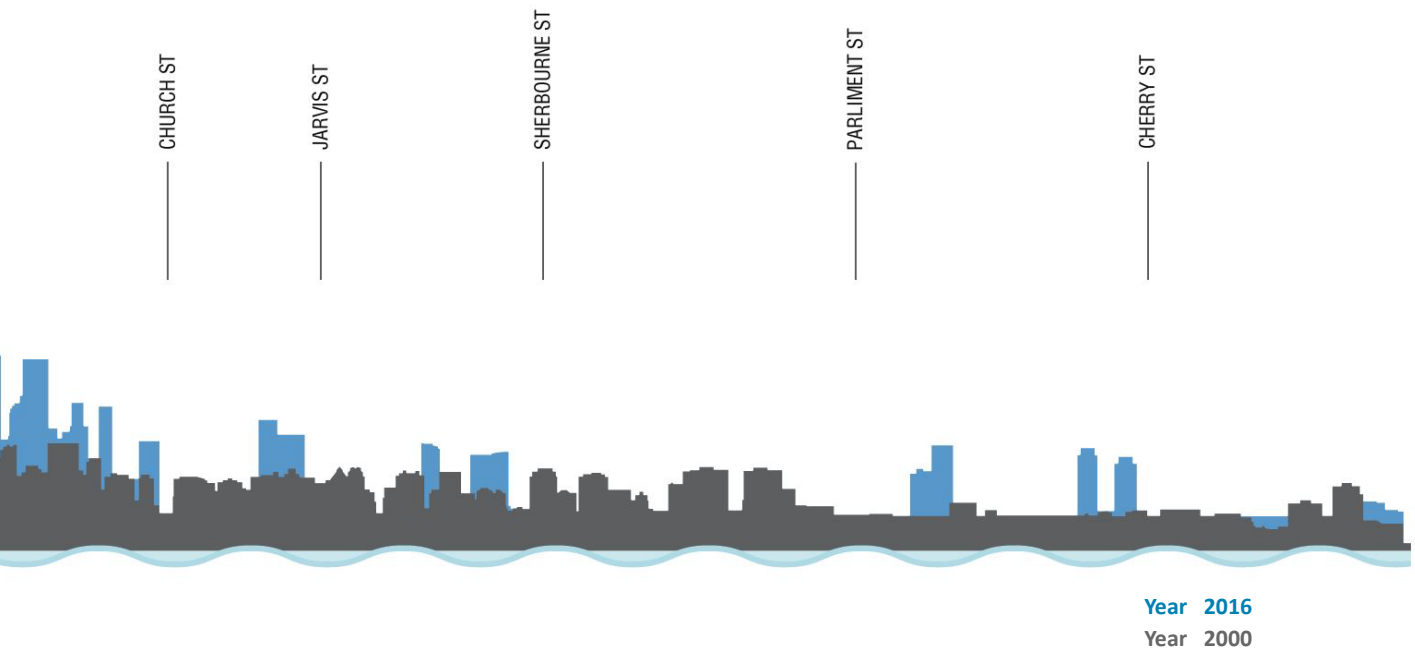 CHURCH ST
JARVIS ST
SHERBOURNE ST
PARLIMENT ST
CHERRY ST
Year 2016
Year 2000